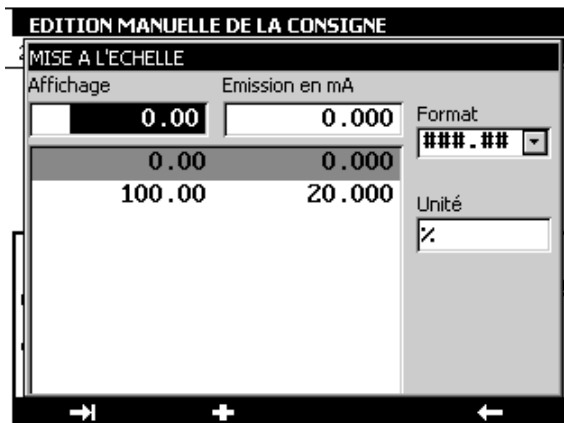 EDITION MANUELLE DE LA CONSIGNE
MISE A L'ECHELLE
Affichage Emission en mA
0.00 0.000
Format
###.##
0.00 0.000
100.00 20.000
Unité
%